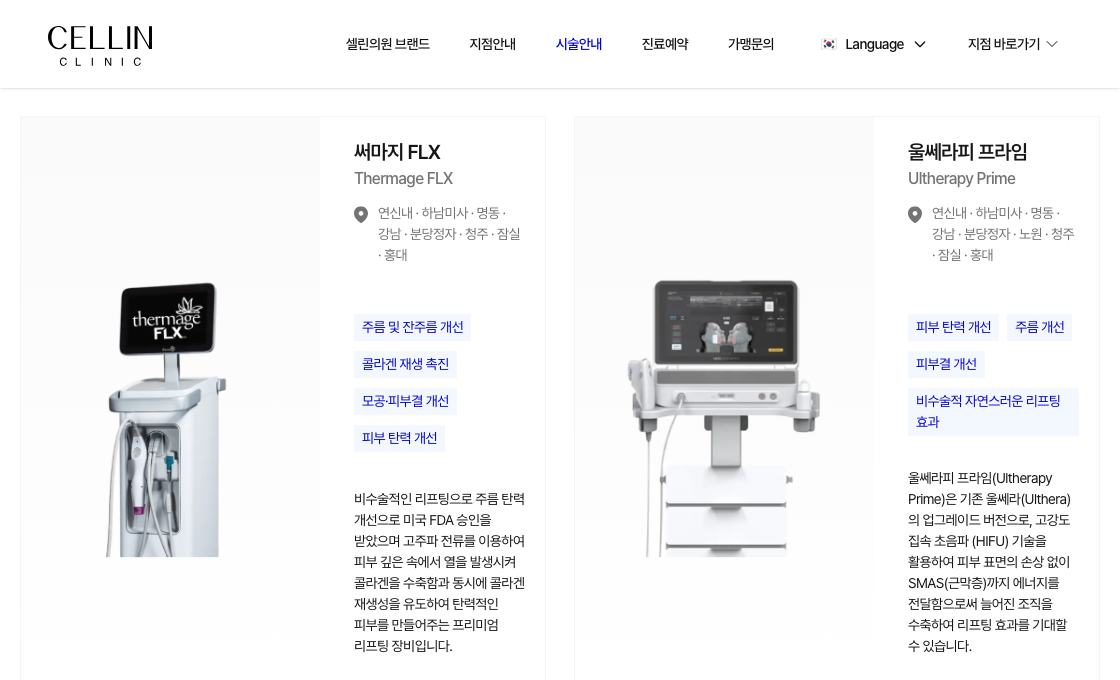 CELLIN
CLINIC
셀린의원 브랜드
지점안내
시술안내
진료예약
가맹문의
Language
지점 바로가기
thermage
FLX
써마지 FLX
Thermage FLX
연신내 · 하남미사 · 명동 ·
강남 · 분당정자 · 청주 · 잠실
· 홍대
주름 및 잔주름 개선
콜라겐 재생 촉진
모공·피부결 개선
피부 탄력 개선
비수술적인 리프팅으로 주름 탄력
개선으로 미국 FDA 승인을
받았으며 고주파 전류를 이용하여
피부 깊은 속에서 열을 발생시켜
콜라겐을 수축함과 동시에 콜라겐
재생성을 유도하여 탄력적인
피부를 만들어주는 프리미엄
리프팅 장비입니다.
울쎄라피 프라임
Ultherapy Prime
연신내 · 하남미사 · 명동 ·
강남 · 분당정자 · 노원 · 청주
· 잠실 · 홍대
피부 탄력 개선
주름 개선
피부결 개선
비수술적 자연스러운 리프팅
효과
울쎄라피 프라임(Ultherapy
Prime)은 기존 울쎄라(Ulthera)
의 업그레이드 버전으로, 고강도
집속 초음파 (HIFU) 기술을
활용하여 피부 표면의 손상 없이
SMAS(근막층)까지 에너지를
전달함으로써 늘어진 조직을
수축하여 리프팅 효과를 기대할
수 있습니다.